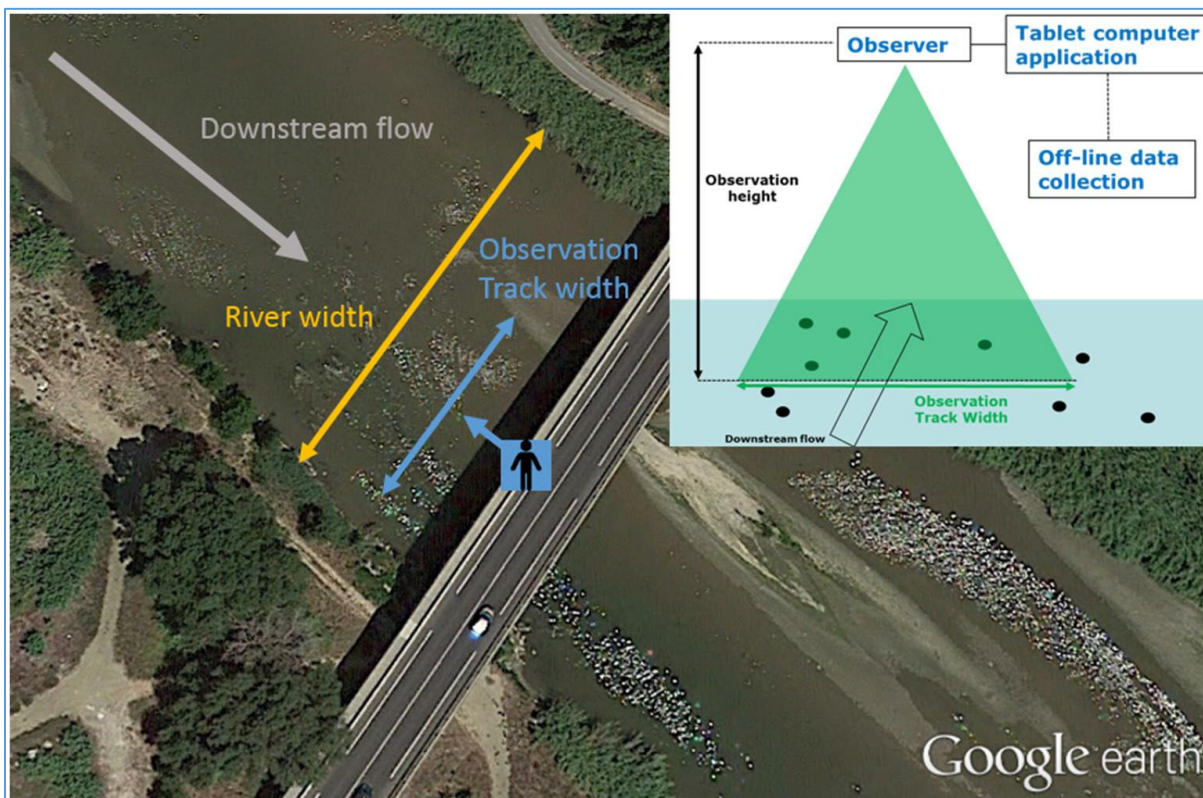 Downstream flow
River width
Observation
Track width
Observer
Tablet computer
application
Off-line data
collection
Observation
height
Observation
Track Width
Downstream flow
Google earth